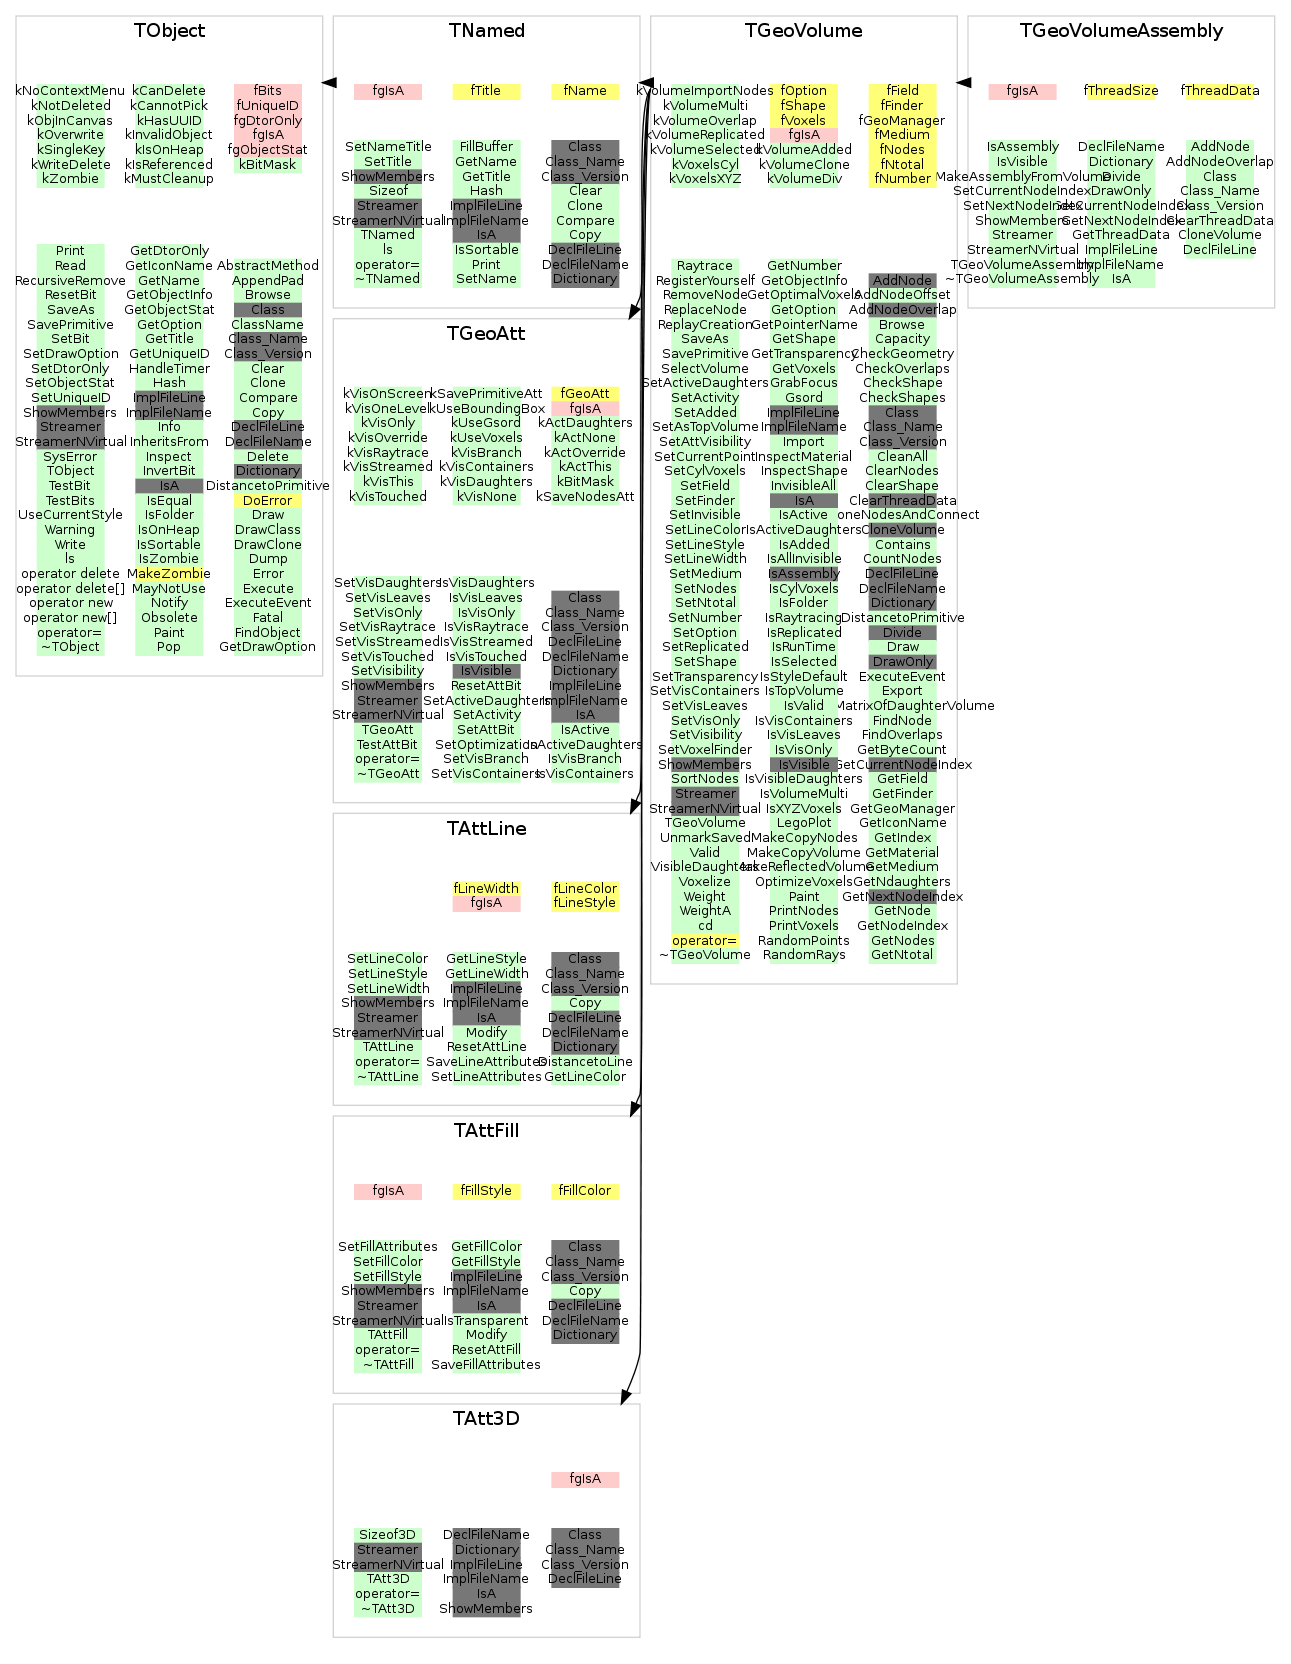 TObject
kNoContextMenu
kNotDeleted
kObjInCanvas
kOverwrite
kSingleKey
kWriteDelete
kZombie
kCanDelete
kCannotPick
kHasUUID
kInvalidObject
kIsOnHeap
kIsReferenced
kMustCleanup
fBits
fUniqueID
fgDtorOnly
fgIsA
fgObjectStat
kBitMask
Print
Read
RecursiveRemove
ResetBit
SaveAs
SavePrimitive
SetBit
SetDrawOption
SetDtorOnly
SetObjectStat
SetUniqueID
ShowMembers
Streamer
StreamerNVirtual
SysError
TObject
TestBit
TestBits
UseCurrentStyle
Warning
Write
ls
operator delete
operator delete[]
operator new
operator new[]
operator=
~TObject
GetDtorOnly
GetIconName
GetName
GetObjectInfo
GetObjectStat
GetOption
GetTitle
GetUniqueID
HandleTimer
Hash
ImplFileLine
ImplFileName
Info
InheritsFrom
Inspect
InvertBit
IsA
IsEqual
IsFolder
IsOnHeap
IsSortable
IsZombie
MakeZombie
MayNotUse
Notify
Obsolete
Paint
Pop
AbstractMethod
AppendPad
Browse
Class
ClassName
Class_Name
Class_Version
Clear
Clone
Compare
Copy
DeclFileLine
DeclFileName
Delete
Dictionary
DistancetoPrimitive
DoError
Draw
DrawClass
DrawClone
Dump
Error
Execute
ExecuteEvent
Fatal
FindObject
GetDrawOption
TNamed
fgIsA
fTitle
fName
SetNameTitle
SetTitle
ShowMembers
Sizeof
Streamer
StreamerNVirtual
TNamed
ls
operator=
~TNamed
FillBuffer
GetName
GetTitle
Hash
ImplFileLine
ImplFileName
IsA
IsSortable
Print
SetName
Class
Class_Name
Class_Version
Clear
Clone
Compare
Copy
DeclFileLine
DeclFileName
Dictionary
TGeoAtt
kVisOnScreen
kVisOneLevel
kVisOnly
kVisOverride
kVisRaytrace
kVisStreamed
kVisThis
kVisTouched
kSavePrimitiveAtt
kUseBoundingBox
kUseGsord
kUseVoxels
kVisBranch
kVisContainers
kVisDaughters
kVisNone
fGeoAtt
fgIsA
kActDaughters
kActNone
kActOverride
kActThis
kBitMask
kSaveNodesAtt
SetVisDaughters
SetVisLeaves
SetVisOnly
SetVisRaytrace
SetVisStreamed
SetVisTouched
SetVisibility
ShowMembers
Streamer
StreamerNVirtual
TGeoAtt
TestAttBit
operator=
~TGeoAtt
IsVisDaughters
IsVisLeaves
IsVisOnly
IsVisRaytrace
IsVisStreamed
IsVisTouched
IsVisible
ResetAttBit
SetActiveDaughters
SetActivity
SetAttBit
SetOptimization
SetVisBranch
SetVisContainers
Class
Class_Name
Class_Version
DeclFileLine
DeclFileName
Dictionary
ImplFileLine
ImplFileName
IsA
IsActive
IsActiveDaughters
IsVisBranch
IsVisContainers
TAttLine
fLineWidth
fgIsA
fLineColor
fLineStyle
SetLineColor
SetLineStyle
SetLineWidth
ShowMembers
Streamer
StreamerNVirtual
TAttLine
operator=
~TAttLine
GetLineStyle
GetLineWidth
ImplFileLine
ImplFileName
IsA
Modify
ResetAttLine
SaveLineAttributes
SetLineAttributes
Class
Class_Name
Class_Version
Copy
DeclFileLine
DeclFileName
Dictionary
DistancetoLine
GetLineColor
TAttFill
fgIsA
fFillStyle
fFillColor
SetFillAttributes
SetFillColor
SetFillStyle
ShowMembers
Streamer
StreamerNVirtual
TAttFill
operator=
~TAttFill
GetFillColor
GetFillStyle
ImplFileLine
ImplFileName
IsA
IsTransparent
Modify
ResetAttFill
SaveFillAttributes
Class
Class_Name
Class_Version
Copy
DeclFileLine
DeclFileName
Dictionary
TAtt3D
fgIsA
Sizeof3D
Streamer
StreamerNVirtual
TAtt3D
operator=
~TAtt3D
DeclFileName
Dictionary
ImplFileLine
ImplFileName
IsA
ShowMembers
Class
Class_Name
Class_Version
DeclFileLine
TGeoVolume
kVolumeImportNodes
kVolumeMulti
kVolumeOverlap
kVolumeReplicated
kVolumeSelected
kVoxelsCyl
kVoxelsXYZ
fOption
fShape
fVoxels
fgIsA
kVolumeAdded
kVolumeClone
kVolumeDiv
fField
fFinder
fGeoManager
fMedium
fNodes
fNtotal
fNumber
Raytrace
RegisterYourself
RemoveNode
ReplaceNode
ReplayCreation
SaveAs
SavePrimitive
SelectVolume
SetActiveDaughters
SetActivity
SetAdded
SetAsTopVolume
SetAttVisibility
SetCurrentPoint
SetCylVoxels
SetField
SetFinder
SetInvisible
SetLineColor
SetLineStyle
SetLineWidth
SetMedium
SetNodes
SetNtotal
SetNumber
SetOption
SetReplicated
SetShape
SetTransparency
SetVisContainers
SetVisLeaves
SetVisOnly
SetVisibility
SetVoxelFinder
ShowMembers
SortNodes
Streamer
StreamerNVirtual
TGeoVolume
UnmarkSaved
Valid
VisibleDaughters
Voxelize
Weight
WeightA
cd
operator=
~TGeoVolume
GetNumber
GetObjectInfo
GetOptimalVoxels
GetOption
GetPointerName
GetShape
GetTransparency
GetVoxels
GrabFocus
Gsord
ImplFileLine
ImplFileName
Import
InspectMaterial
InspectShape
InvisibleAll
IsA
IsActive
IsActiveDaughters
IsAdded
IsAllInvisible
IsAssembly
IsCylVoxels
IsFolder
IsRaytracing
IsReplicated
IsRunTime
IsSelected
IsStyleDefault
IsTopVolume
IsValid
IsVisContainers
IsVisLeaves
IsVisOnly
IsVisible
IsVisibleDaughters
IsVolumeMulti
IsXYZVoxels
LegoPlot
MakeCopyNodes
MakeCopyVolume
MakeReflectedVolume
OptimizeVoxels
Paint
PrintNodes
PrintVoxels
RandomPoints
RandomRays
AddNode
AddNodeOffset
AddNodeOverlap
Browse
Capacity
CheckGeometry
CheckOverlaps
CheckShape
CheckShapes
Class
Class_Name
Class_Version
CleanAll
ClearNodes
ClearShape
ClearThreadData
oneNodesAndConnect
CloneVolume
Contains
CountNodes
DeclFileLine
DeclFileName
Dictionary
DistancetoPrimitive
Divide
Draw
DrawOnly
ExecuteEvent
Export
MatrixOfDaughterVolume
FindNode
FindOverlaps
GetByteCount
GetCurrentNodeIndex
GetField
GetFinder
GetGeoManager
GetIconName
GetIndex
GetMaterial
GetMedium
GetNdaughters
GetNextNodeIndex
GetNode
GetNodeIndex
GetNodes
GetNtotal
TGeoVolumeAssembly
fgIsA
fThreadSize
fThreadData
IsAssembly
IsVisible
MakeAssemblyFromVolume
SetCurrentNodeIndex
SetNextNodeIndex
ShowMembers
Streamer
StreamerNVirtual
TGeoVolumeAssembly
~TGeoVolumeAssembly
DeclFileName
Dictionary
Divide
DrawOnly
GetCurrentNodeIndex
GetNextNodeIndex
GetThreadData
ImplFileLine
ImplFileName
IsA
AddNode
AddNodeOverlap
Class
Class_Name
Class_Version
ClearThreadData
CloneVolume
DeclFileLine